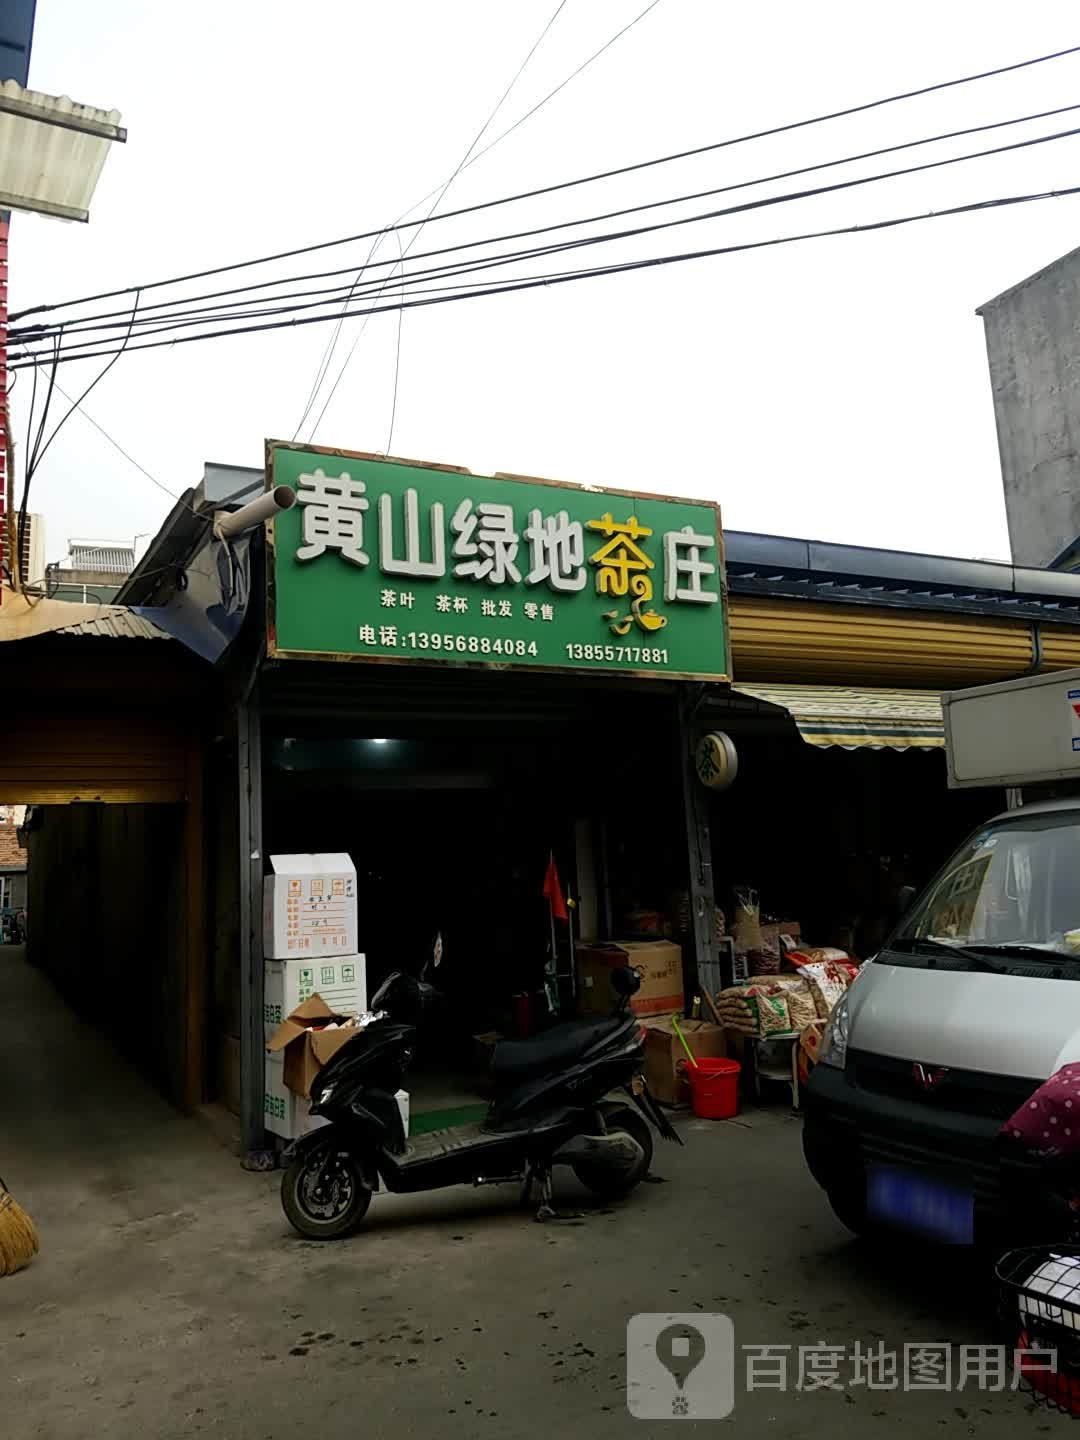 黄山绿地茶庄
茶叶 茶杯 批发 零售
电话:13956884084 13855717881
茶
百度地图用户